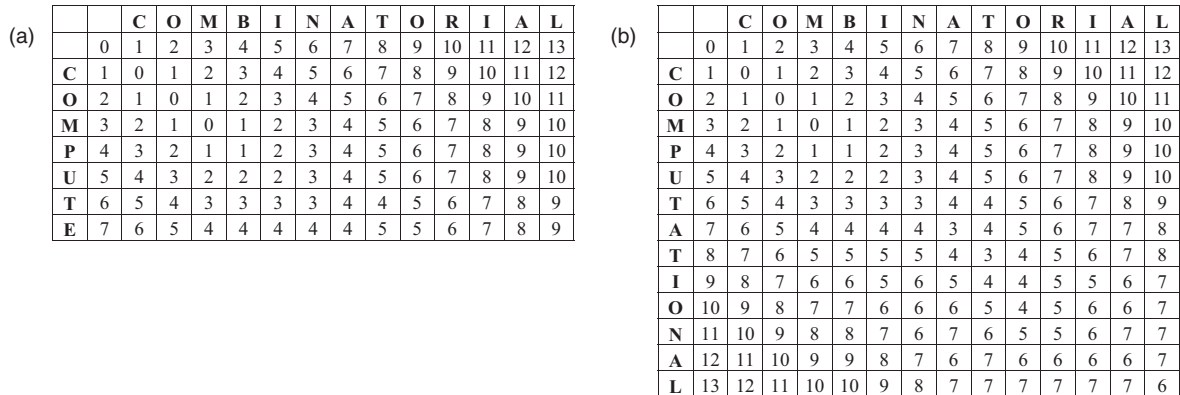 (a)
C O M B I N A T O R I A L
0 1 2 3 4 5 6 7 8 9 10 11 12 13
C 1 0 1 2 3 4 5 6 7 8 9 10 11 12
O 2 1 0 1 2 3 4 5 6 7 8 9 10 11
M 3 2 1 0 1 2 3 4 5 6 7 8 9 10
P 4 3 2 1 1 2 3 4 5 6 7 8 9 10
U 5 4 3 2 2 2 3 4 5 6 7 8 9 10
T 6 5 4 3 3 3 3 4 4 5 6 7 8 9
E 7 6 5 4 4 4 4 4 5 5 6 7 8 9
(b)
C O M B I N A T O R I A L
0 1 2 3 4 5 6 7 8 9 10 11 12 13
C 1 0 1 2 3 4 5 6 7 8 9 10 11 12
O 2 1 0 1 2 3 4 5 6 7 8 9 10 11
M 3 2 1 0 1 2 3 4 5 6 7 8 9 10
P 4 3 2 1 1 2 3 4 5 6 7 8 9 10
U 5 4 3 2 2 2 3 4 5 6 7 8 9 10
T 6 5 4 3 3 3 3 4 4 5 6 7 8 9
A 7 6 5 4 4 4 4 3 4 5 6 7 7 8
T 8 7 6 5 5 5 5 4 3 4 5 6 7 8
I 9 8 7 6 6 5 6 5 4 4 5 5 6 7
O 10 9 8 7 7 6 6 6 5 4 5 6 6 7
N 11 10 9 8 8 7 6 7 6 5 5 6 7 7
A 12 11 10 9 9 8 7 6 7 6 6 6 6 7
L 13 12 11 10 10 9 8 7 7 7 7 7 7 6